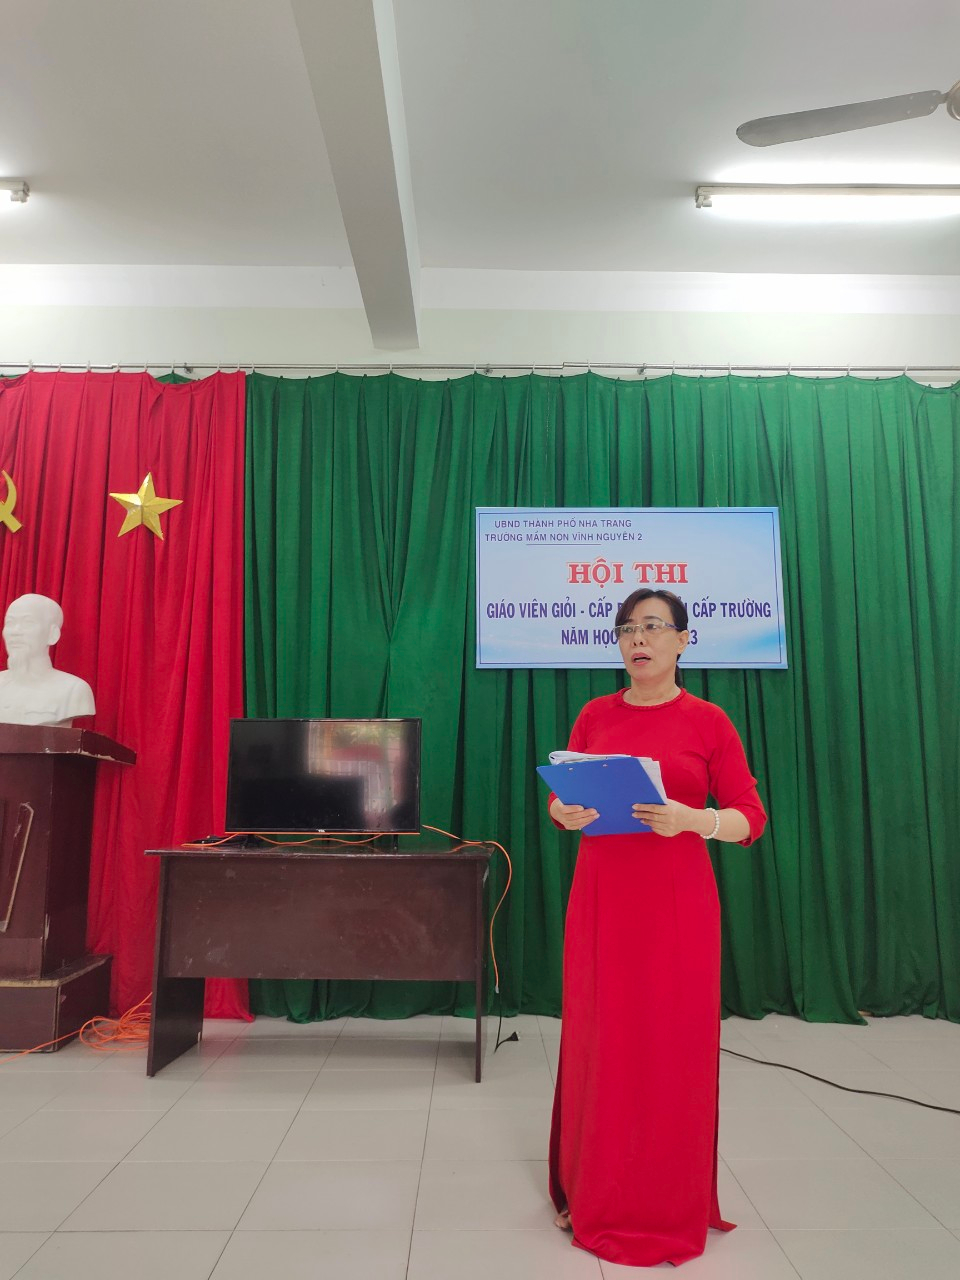 UBND THÀNH PHỐ NHA TRANG
TRƯỜNG MẦM NON VĨNH NGUYÊN 2
HỘI THI
GIÁO VIÊN GIỎI - CẤP CẤP TRƯỜNG
NĂM HỌC